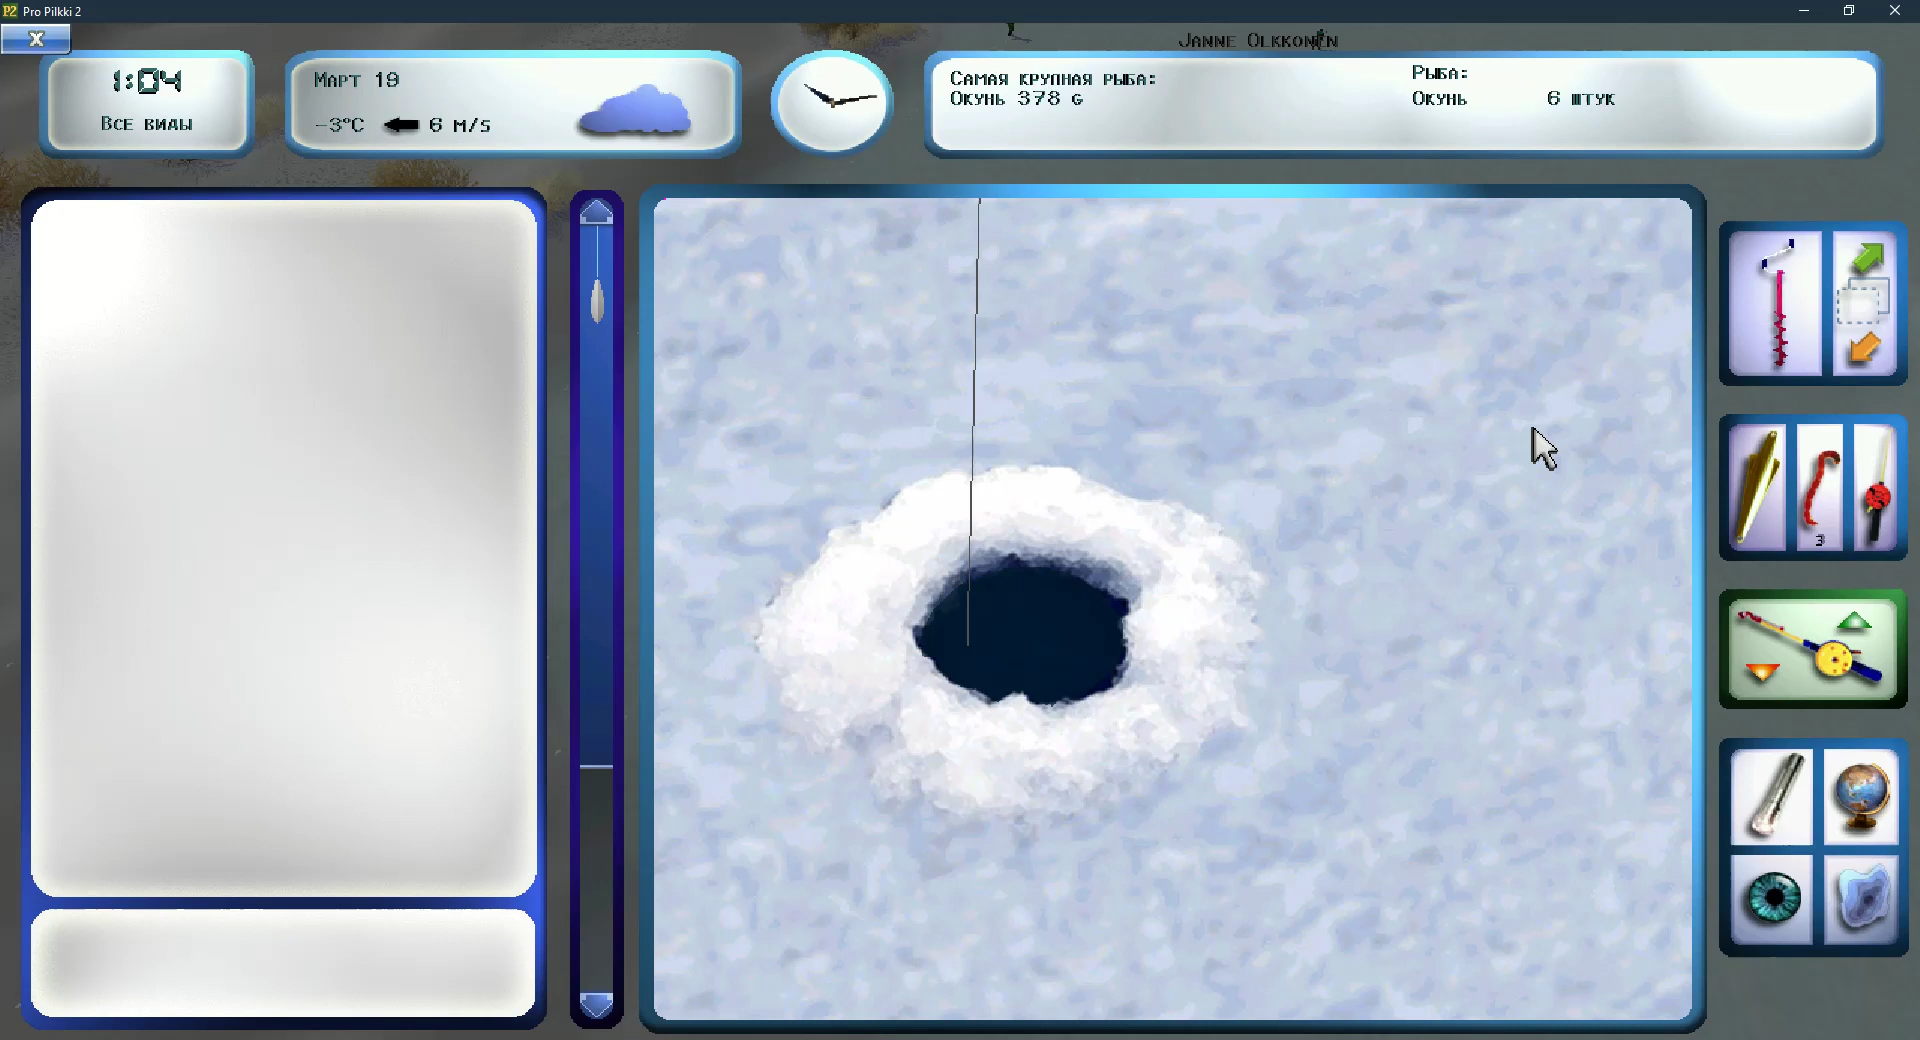 Pro Pilkki 2
X
Janne Olkkonen
1:04
Все виды
Март 19
-3°C 6 м/s
Самая крупная рыба:
Окунь 378 g
Рыба:
Окунь 6 штук
3